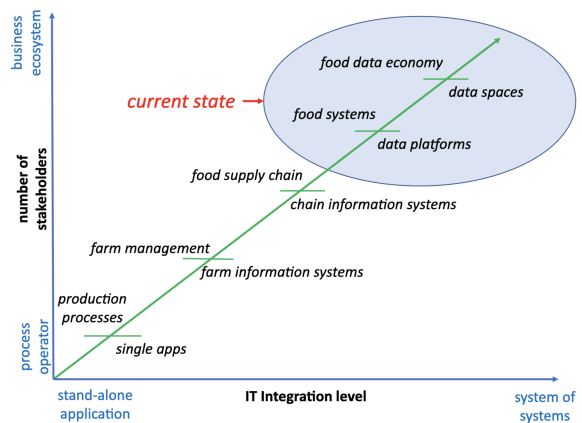 business
ecosystem
food data economy
data spaces
current state
food systems
data platforms
number of
stakeholders
food supply chain
chain information systems
farm management
farm information systems
production
processes
single apps
process
operator
stand-alone
application
IT Integration level
system of
systems